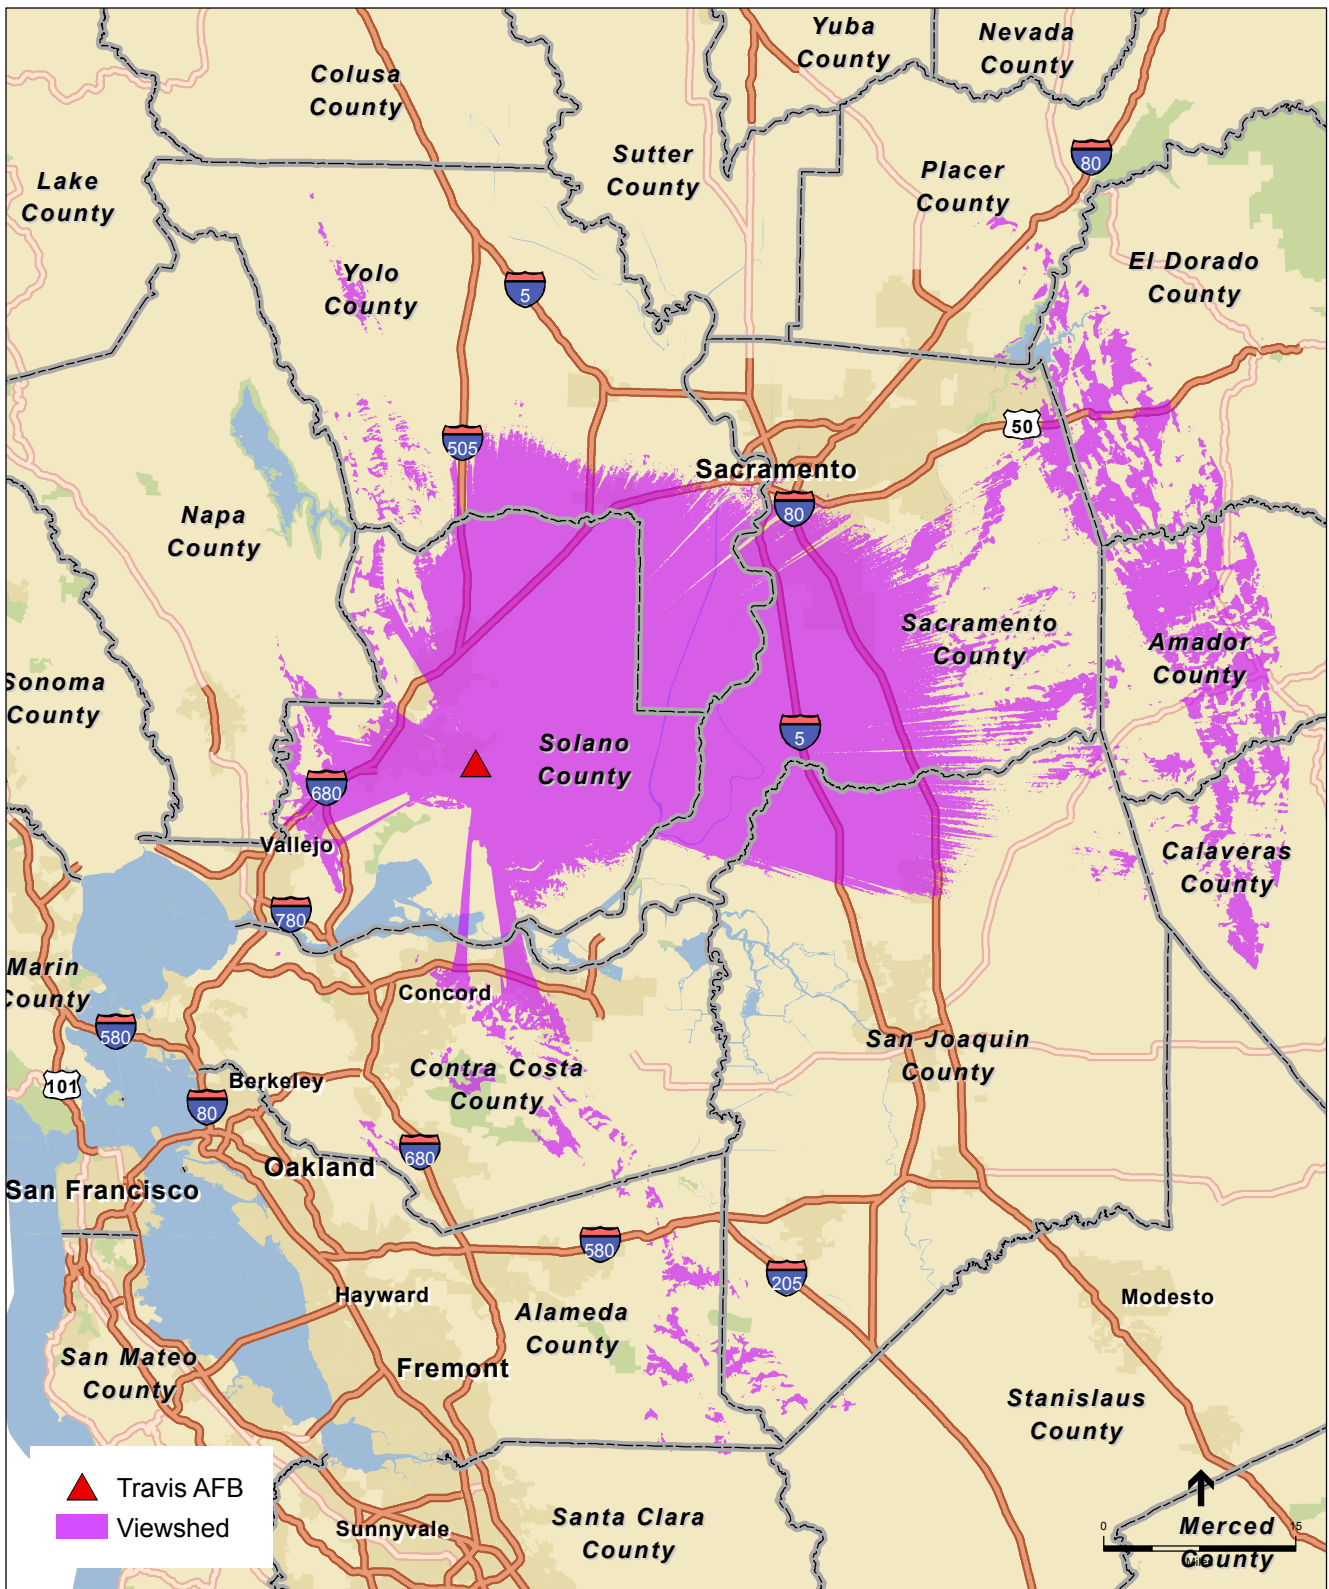 Yuba
County
Nevada
County
Colusa
County
80
Sutter
County
Placer
County
Lake
County
El Dorado
County
Yolo
County
5
50
505
Sacramento
80
Napa
County
Sacramento
County
Amador
County
Sonoma
County
Solano
County
5
680
Vallejo
Calaveras
County
780
Marin
County
Concord
580
San Joaquin
County
Contra Costa
County
101
Berkeley
80
680
Oakland
San Francisco
580
205
Hayward
Modesto
Alameda
County
San Mateo
County
Fremont
Stanislaus
County
Travis AFB
Viewshed
Santa Clara
County
Sunnyvale
0
15
Miles
Merced
County